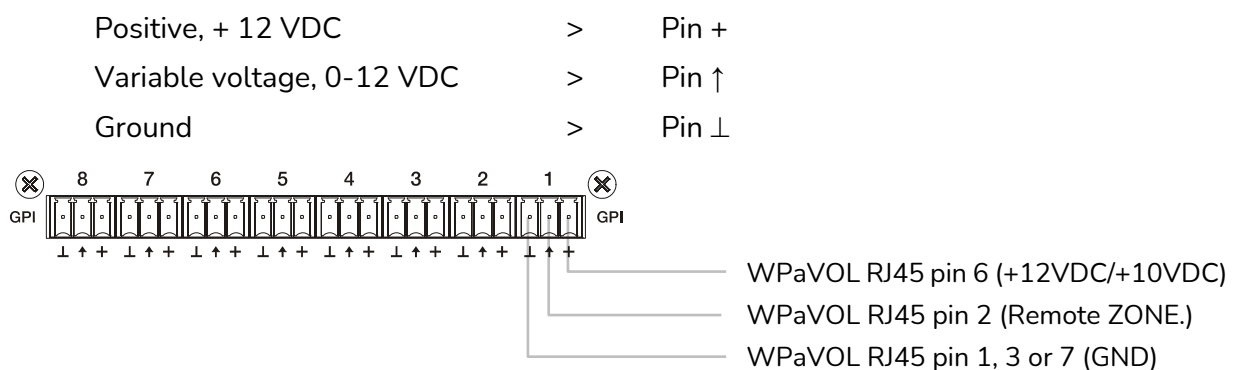 Positive, + 12 VDC > Pin +
Variable voltage, 0-12 VDC > Pin ↑
Ground > Pin ⊥
8 7 6 5 4 3 2 1
GPI GPI
⊥ ↑ + ⊥ ↑ + ⊥ ↑ + ⊥ ↑ + ⊥ ↑ + ⊥ ↑ + ⊥ ↑ + ⊥ ↑ +
WPaVOL RJ45 pin 6 (+12VDC/+10VDC)
WPaVOL RJ45 pin 2 (Remote ZONE.)
WPaVOL RJ45 pin 1, 3 or 7 (GND)